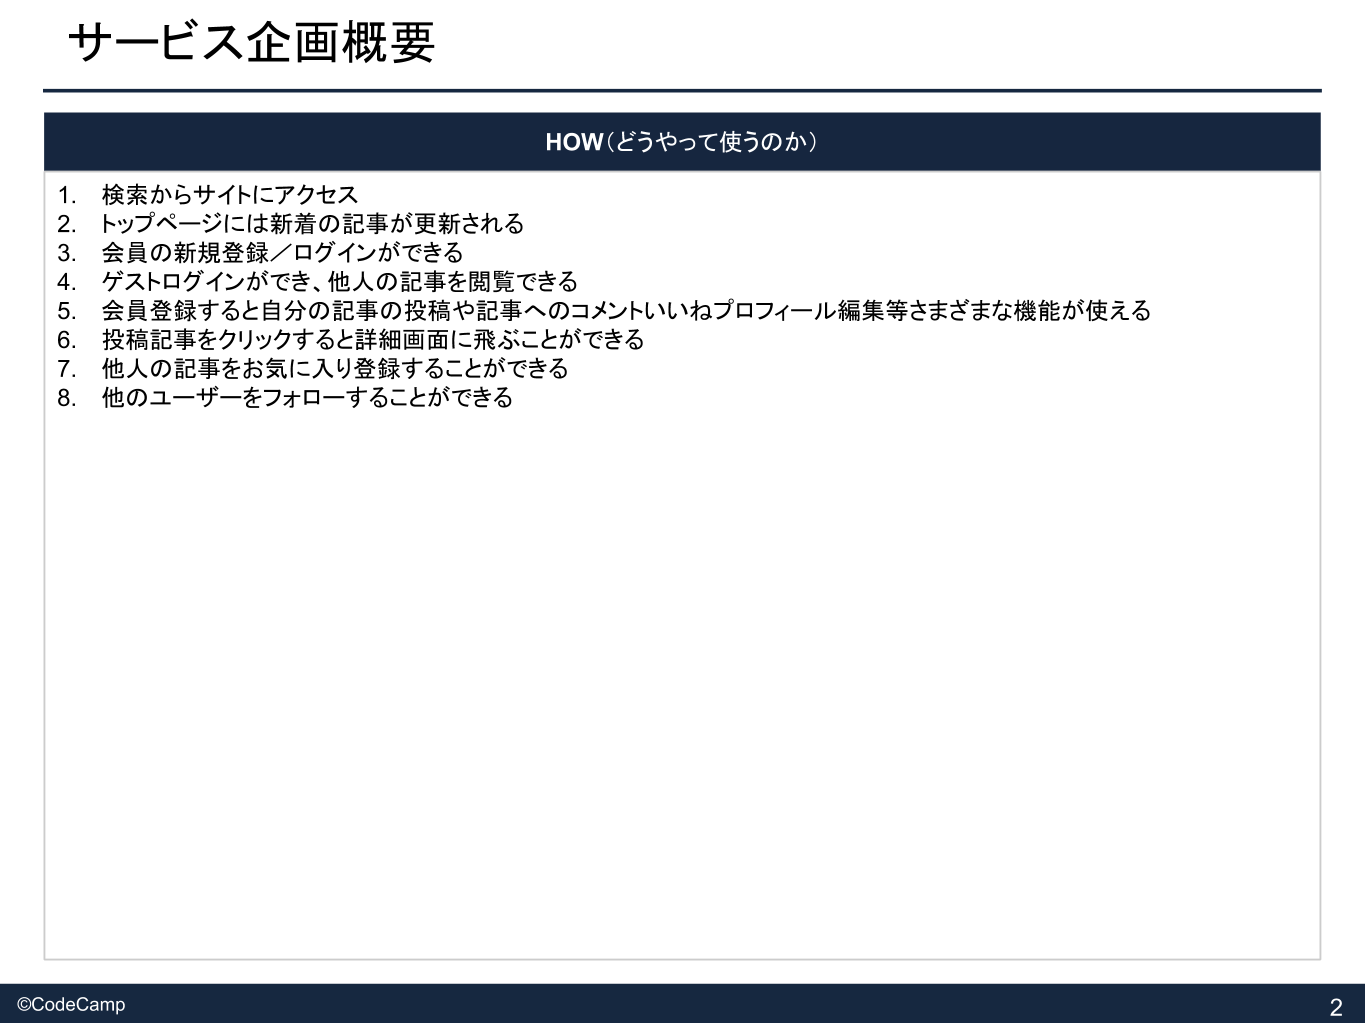 サービス企画概要
HOW（どうやって使うのか）
1. 検索からサイトにアクセス
2. トップページには新着の記事が更新される
3. 会員の新規登録／ログインができる
4. ゲストログインができ、他人の記事を閲覧できる
5. 会員登録すると自分の記事の投稿や記事へのコメントいいねプロフィール編集等さまざまな機能が使える
6. 投稿記事をクリックすると詳細画面に飛ぶことができる
7. 他人の記事をお気に入り登録することができる
8. 他のユーザーをフォローすることができる
©CodeCamp
2